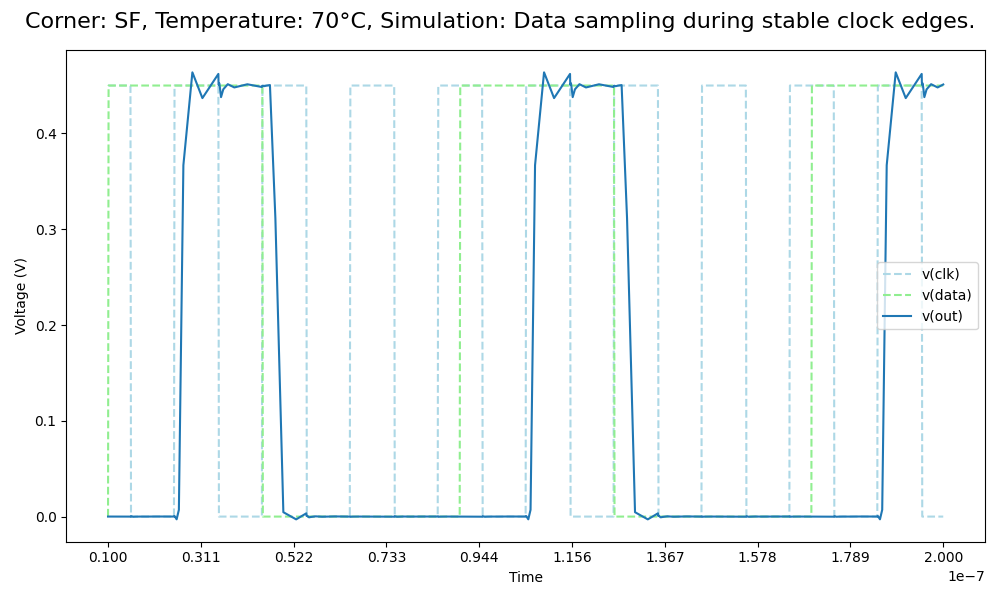 Corner: SF, Temperature: 70°C, Simulation: Data sampling during stable clock edges.
Voltage (V)
0.4
0.3
0.2
0.1
0.0
v(clk)
v(data)
v(out)
0.100 0.311 0.522 0.733 0.944 1.156 1.367 1.578 1.789 2.000
Time
1e−7